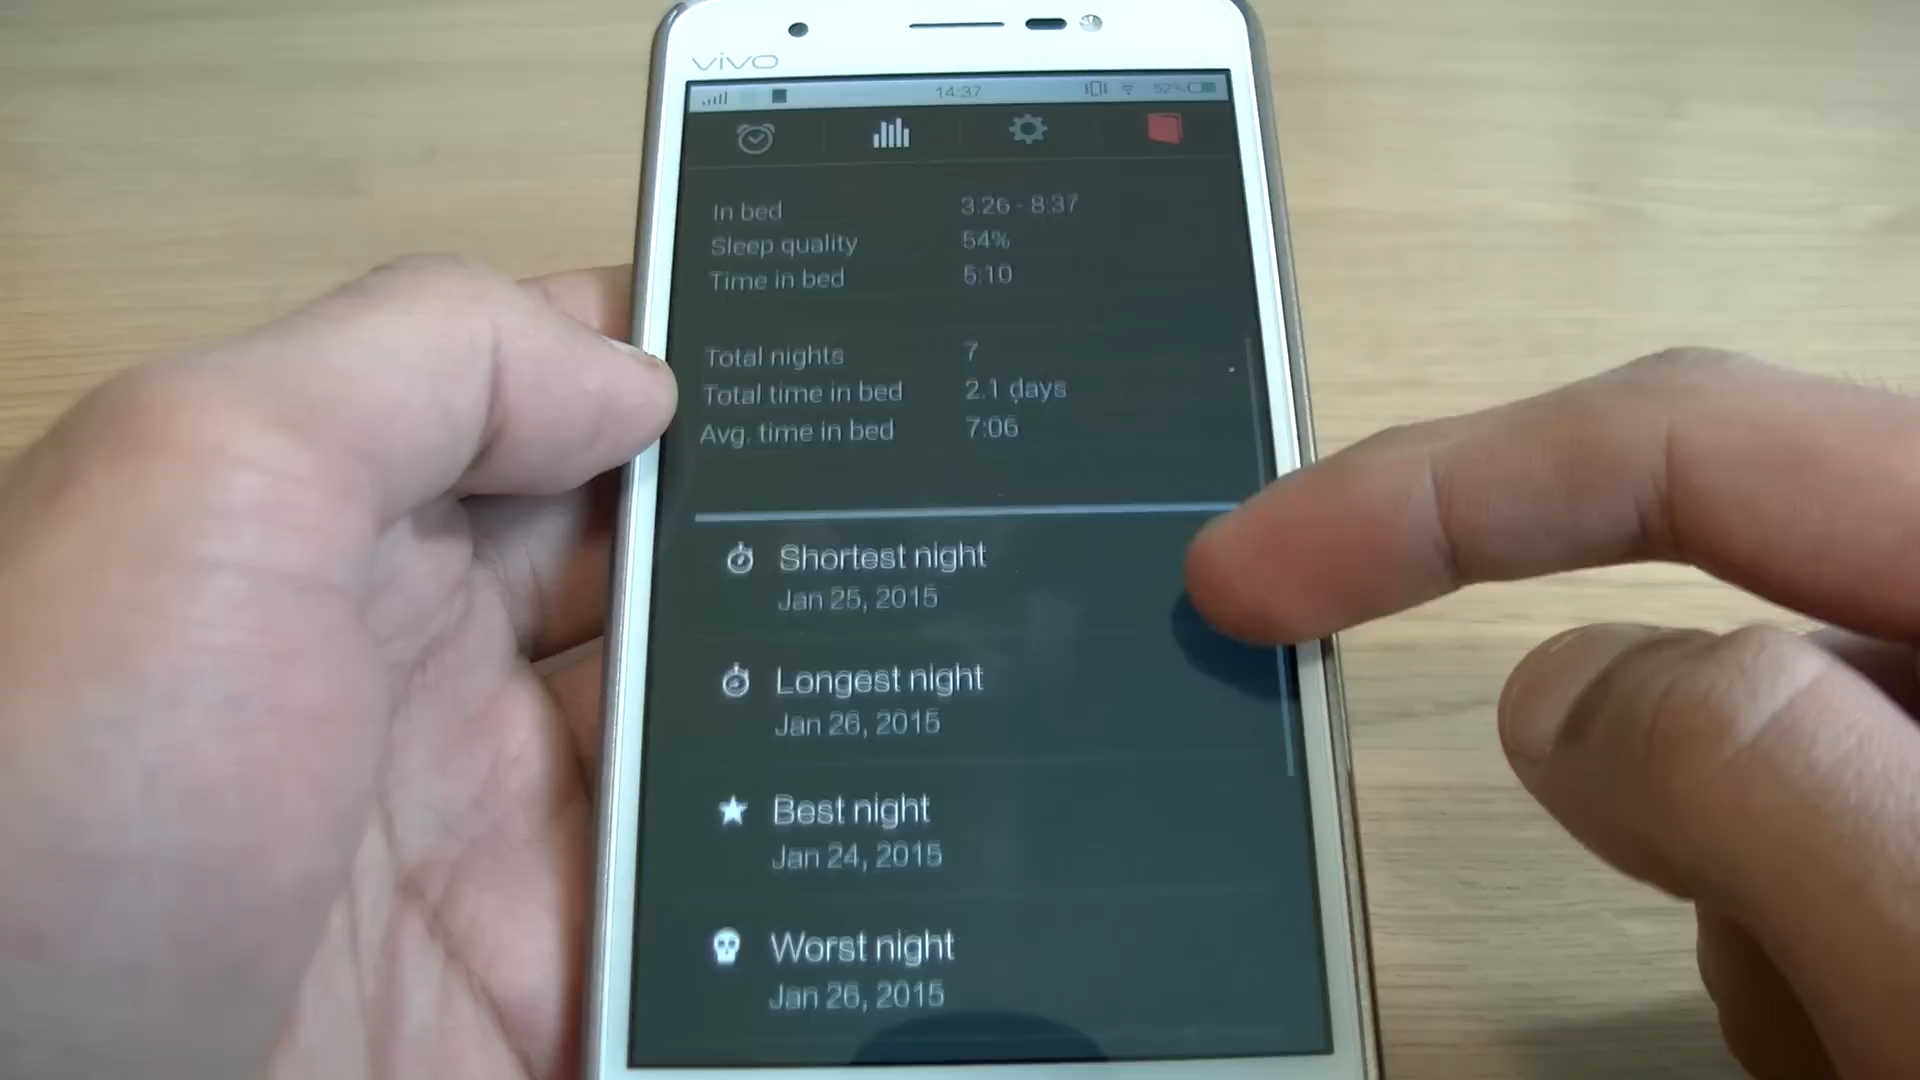 vivo
14:37 52%
In bed 3:26 - 8:37
Sleep quality 54%
Time in bed 5:10
Total nights 7
Total time in bed 2.1 days
Avg. time in bed 7:06
Shortest night
Jan 25, 2015
Longest night
Jan 26, 2015
Best night
Jan 24, 2015
Worst night
Jan 26, 2015